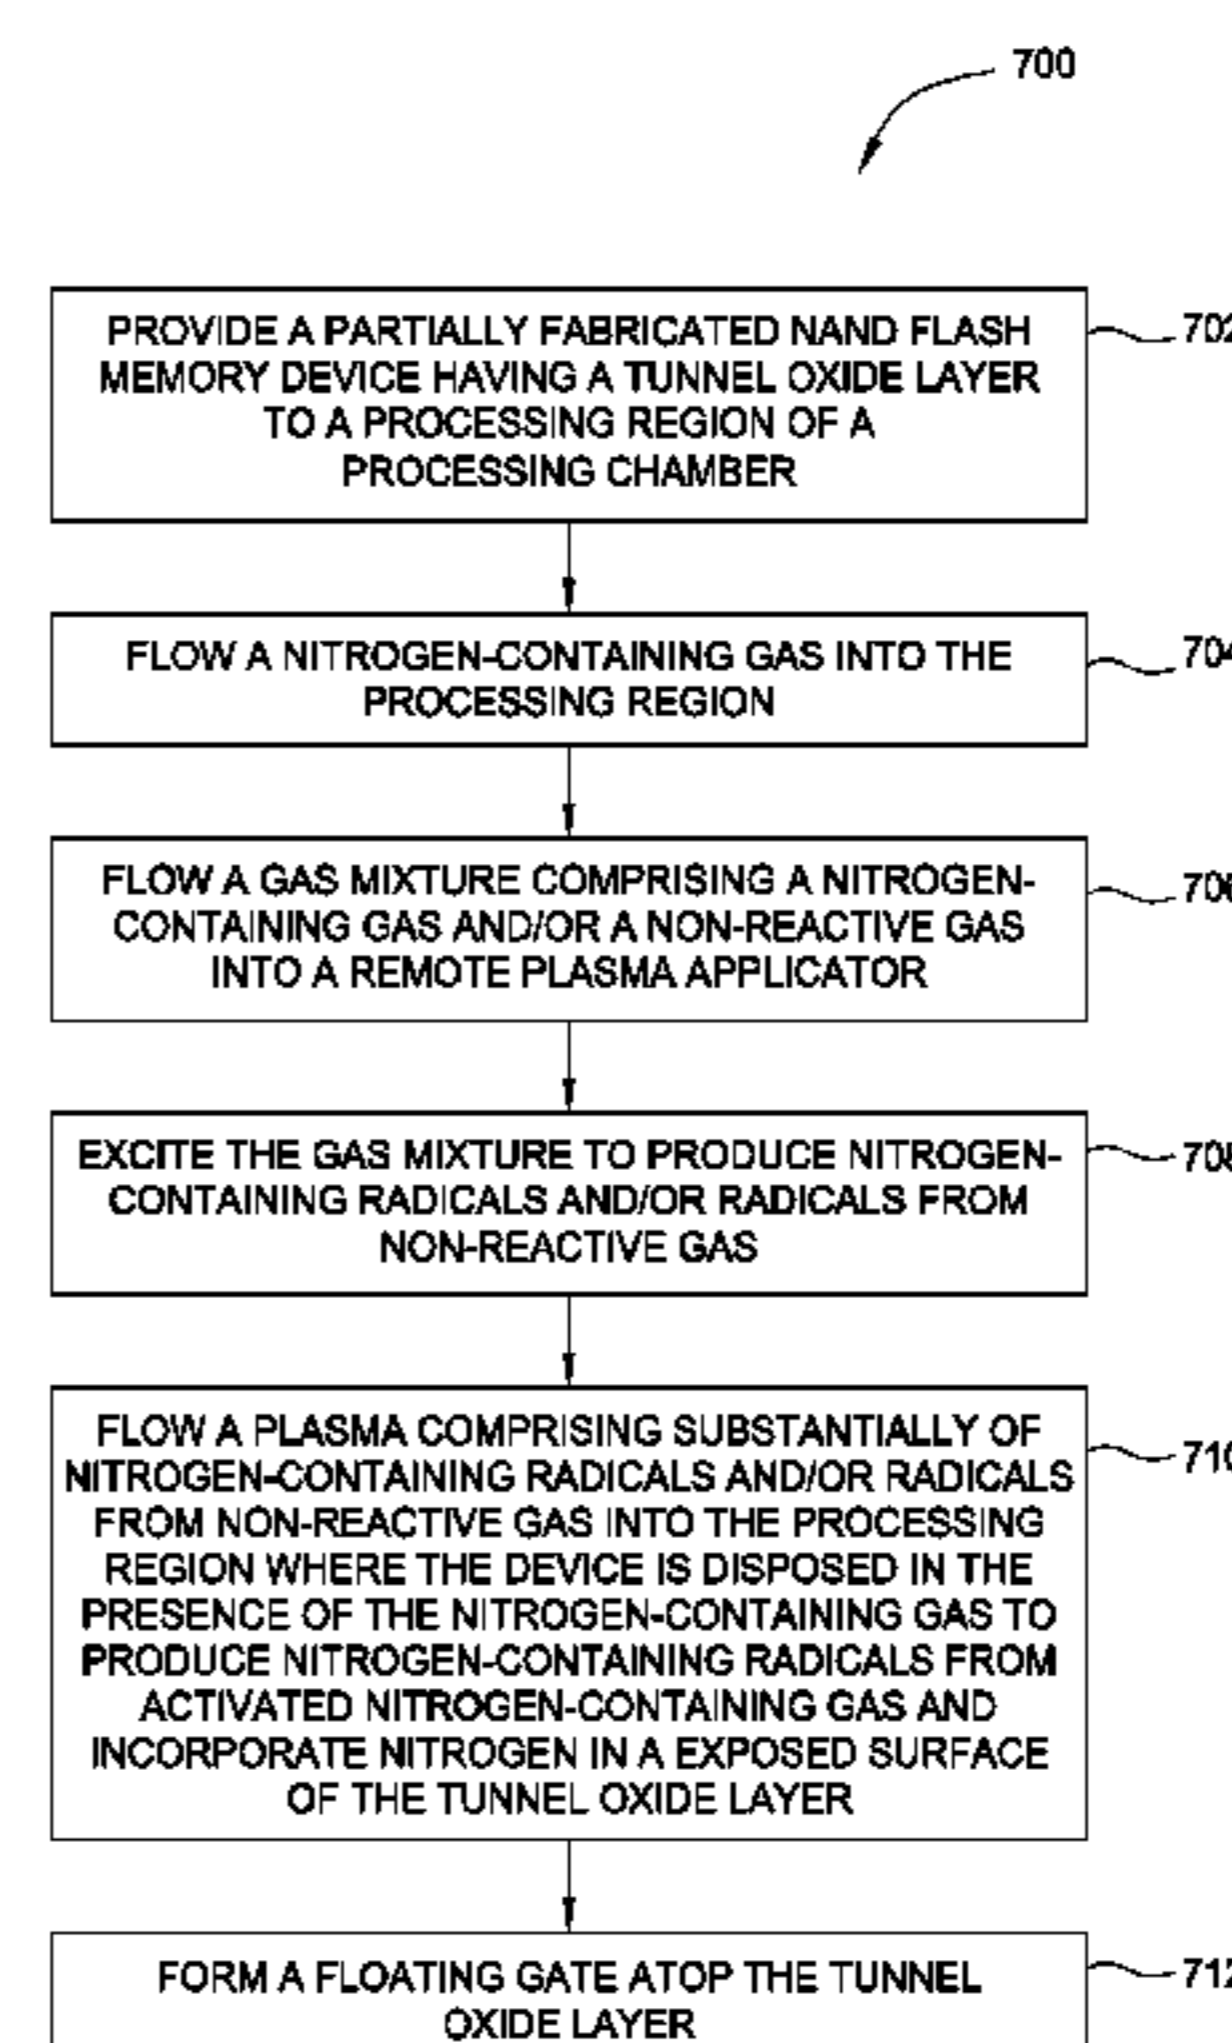 700
PROVIDE A PARTIALLY FABRICATED NAND FLASH
MEMORY DEVICE HAVING A TUNNEL OXIDE LAYER
TO A PROCESSING REGION OF A
PROCESSING CHAMBER
702
FLOW A NITROGEN-CONTAINING GAS INTO THE
PROCESSING REGION
704
FLOW A GAS MIXTURE COMPRISING A NITROGEN-
CONTAINING GAS AND/OR A NON-REACTIVE GAS
INTO A REMOTE PLASMA APPLICATOR
706
EXCITE THE GAS MIXTURE TO PRODUCE NITROGEN-
CONTAINING RADICALS AND/OR RADICALS FROM
NON-REACTIVE GAS
708
FLOW A PLASMA COMPRISING SUBSTANTIALLY OF
NITROGEN-CONTAINING RADICALS AND/OR RADICALS
FROM NON-REACTIVE GAS INTO THE PROCESSING
REGION WHERE THE DEVICE IS DISPOSED IN THE
PRESENCE OF THE NITROGEN-CONTAINING GAS TO
PRODUCE NITROGEN-CONTAINING RADICALS FROM
ACTIVATED NITROGEN-CONTAINING GAS AND
INCORPORATE NITROGEN IN A EXPOSED SURFACE
OF THE TUNNEL OXIDE LAYER
710
FORM A FLOATING GATE ATOP THE TUNNEL
OXIDE LAYER
712